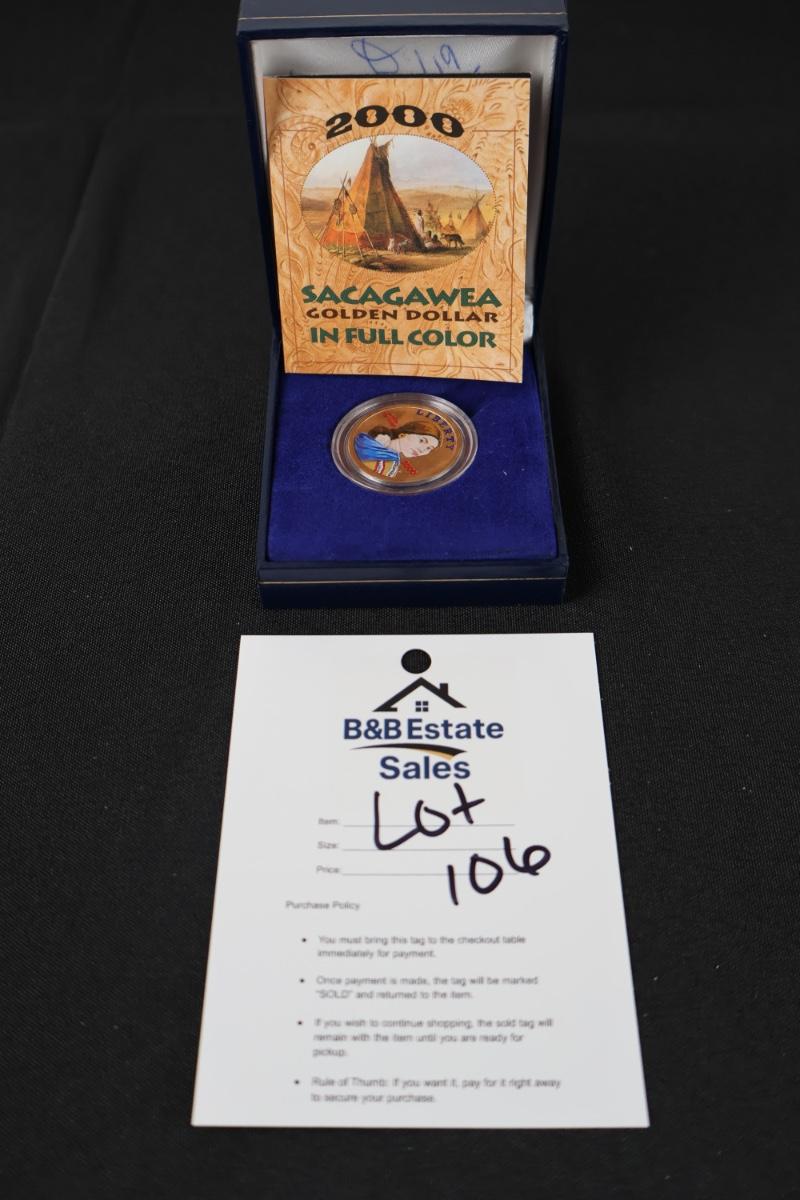 2000
SACAGAWEA
GOLDEN DOLLAR
IN FULL COLOR
LIBERTY
B&B Estate
Sales
Item: Lot
Size:
Price: 106
Purchase Policy
• You must bring this tag to the checkout table
immediately for payment.
• Once payment is made, the tag will be marked
"SOLD" and returned to the item.
• If you wish to continue shopping, the sold tag will
remain with the item until you are ready for
pickup.
• Rule of Thumb: If you want it, pay for it right away
to secure your purchase.